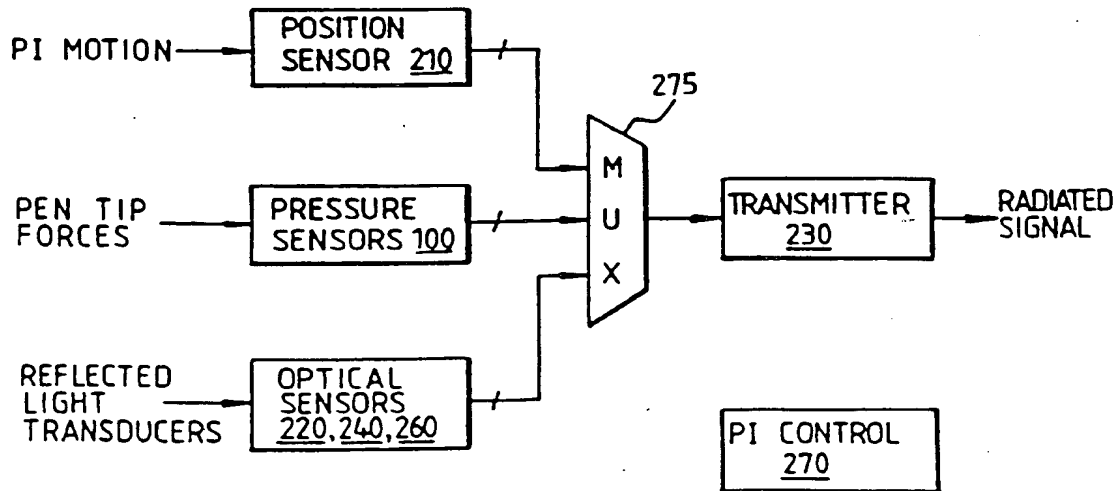 PI MOTION
POSITION
SENSOR 210
275
PEN TIP
FORCES
PRESSURE
SENSORS 100
M
U
X
TRANSMITTER
230
RADIATED
SIGNAL
REFLECTED
LIGHT
TRANSDUCERS
OPTICAL
SENSORS
220, 240, 260
PI CONTROL
270